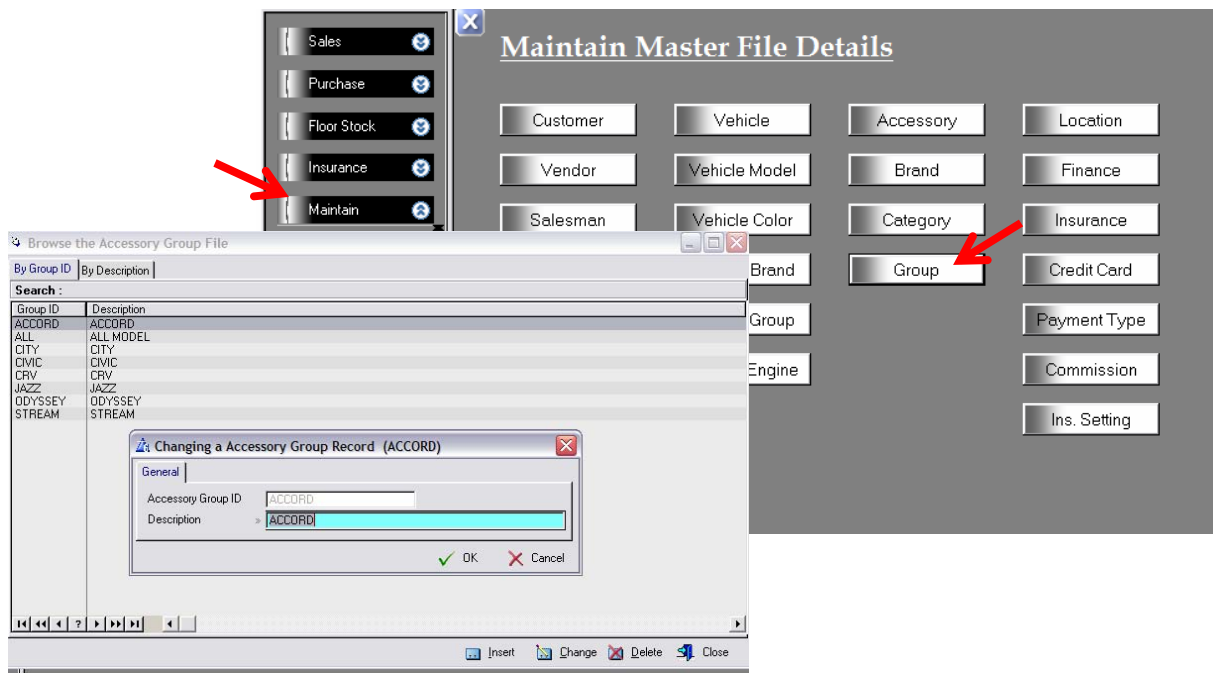 Sales
Purchase
Floor Stock
Insurance
Maintain
Maintain Master File Details
Customer Vehicle Accessory Location
Vendor Vehicle Model Brand Finance
Salesman Vehicle Color Category Insurance
Brand Group Credit Card
Group Payment Type
Engine Commission
Ins. Setting
Browse the Accessory Group File
By Group ID By Description
Search :
Group ID Description
ACCORD ACCORD
ALL ALL MODEL
CITY CITY
CIVIC CIVIC
CRV CRV
JAZZ JAZZ
ODYSSEY ODYSSEY
STREAM STREAM
Changing a Accessory Group Record (ACCORD)
General
Accessory Group ID ACCORD
Description » ACCORD
OK Cancel
?
Insert Change Delete Close